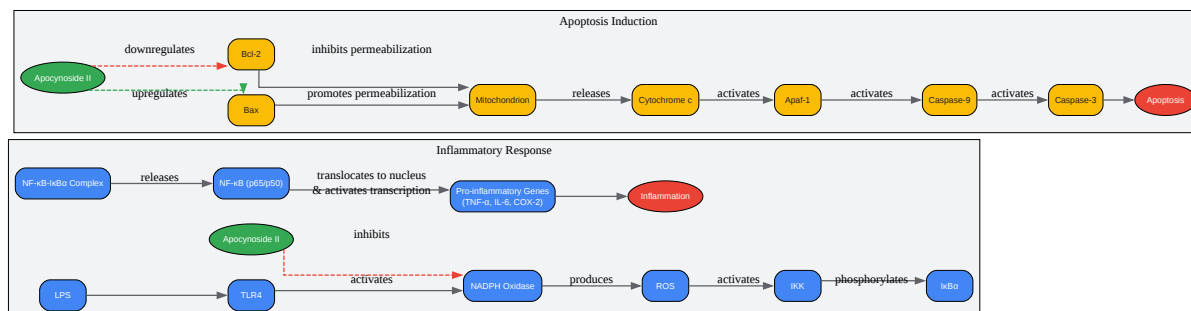 Apoptosis Induction
downregulates
Bcl-2
inhibits permeabilization
Apocynoside II
upregulates
Bax
promotes permeabilization
Mitochondrion
releases
Cytochrome c
activates
Apaf-1
activates
Caspase-9
activates
Caspase-3
Apoptosis
Inflammatory Response
NF-κB-IκBα Complex
releases
NF-κB (p65/p50)
translocates to nucleus
& activates transcription
Pro-inflammatory Genes
(TNF-α, IL-6, COX-2)
Inflammation
Apocynoside II
inhibits
LPS
TLR4
activates
NADPH Oxidase
produces
ROS
activates
IKK
phosphorylates
IκBα